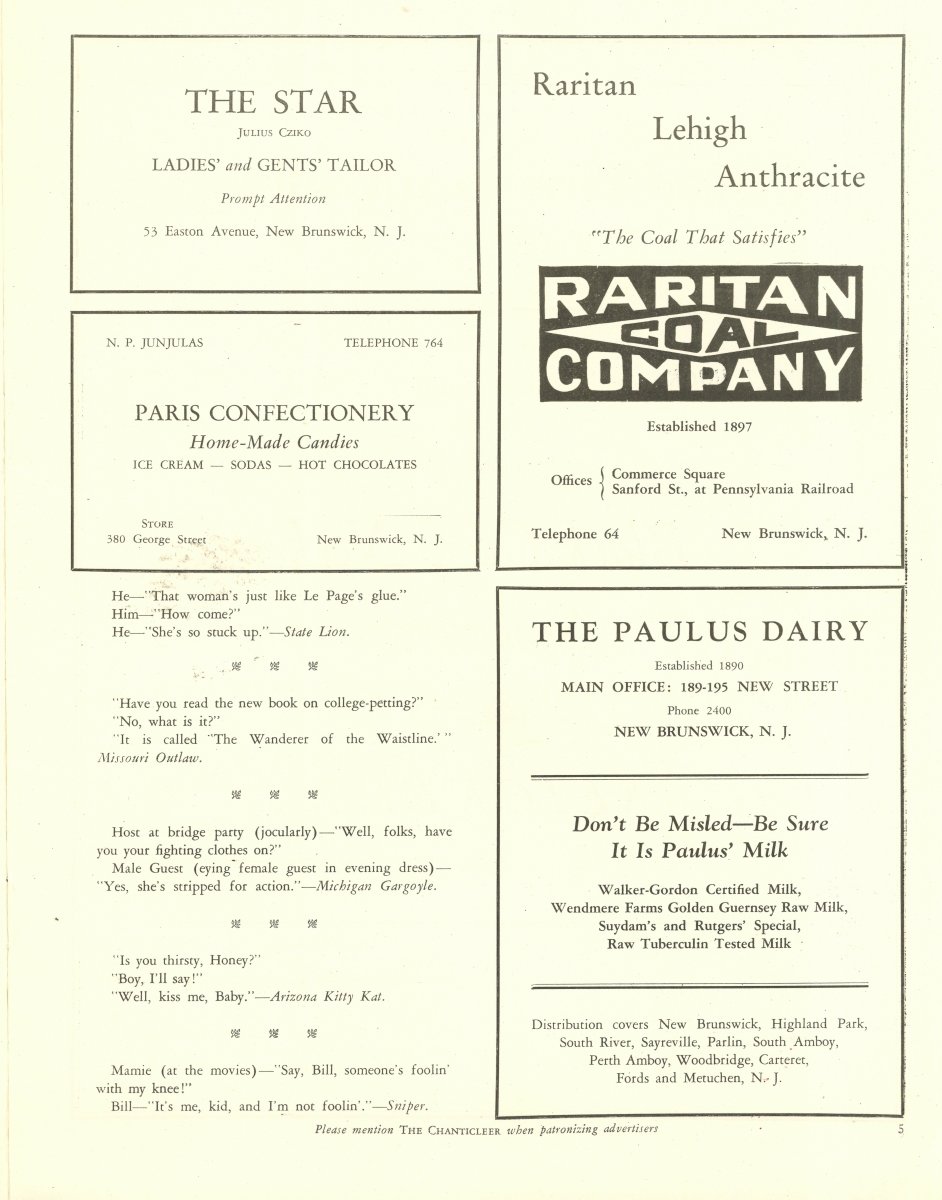 THE STAR
Julius Cziko
LADIES' and GENTS' TAILOR
Prompt Attention
53 Easton Avenue, New Brunswick, N. J.
N. P. JUNJULAS TELEPHONE 764
PARIS CONFECTIONERY
Home-Made Candies
ICE CREAM — SODAS — HOT CHOCOLATES
Store
380 George Street New Brunswick, N. J.
He—"That woman's just like Le Page's glue."
Him—"How come?"
He—"She's so stuck up."—State Lion.
"Have you read the new book on college-petting?"
"No, what is it?"
"It is called 'The Wanderer of the Waistline.' "
Missouri Outlaw.
Host at bridge party (jocularly)—"Well, folks, have
you your fighting clothes on?"
Male Guest (eying female guest in evening dress)—
"Yes, she's stripped for action."—Michigan Gargoyle.
"Is you thirsty, Honey?"
"Boy, I'll say!"
"Well, kiss me, Baby."—Arizona Kitty Kat.
Mamie (at the movies)—"Say, Bill, someone's foolin'
with my knee!"
Bill—"It's me, kid, and I'm not foolin'."—Sniper.
Raritan
Lehigh
Anthracite
"The Coal That Satisfies"
RARITAN
COAL
COMPANY
Established 1897
Offices { Commerce Square
Sanford St., at Pennsylvania Railroad
Telephone 64 New Brunswick, N. J.
THE PAULUS DAIRY
Established 1890
MAIN OFFICE: 189-195 NEW STREET
Phone 2400
NEW BRUNSWICK, N. J.
Don't Be Misled—Be Sure
It Is Paulus' Milk
Walker-Gordon Certified Milk,
Wendmere Farms Golden Guernsey Raw Milk,
Suydam's and Rutgers' Special,
Raw Tuberculin Tested Milk
Distribution covers New Brunswick, Highland Park,
South River, Sayreville, Parlin, South Amboy,
Perth Amboy, Woodbridge, Carteret,
Fords and Metuchen, N. J.
Please mention The Chanticleer when patronizing advertisers 5